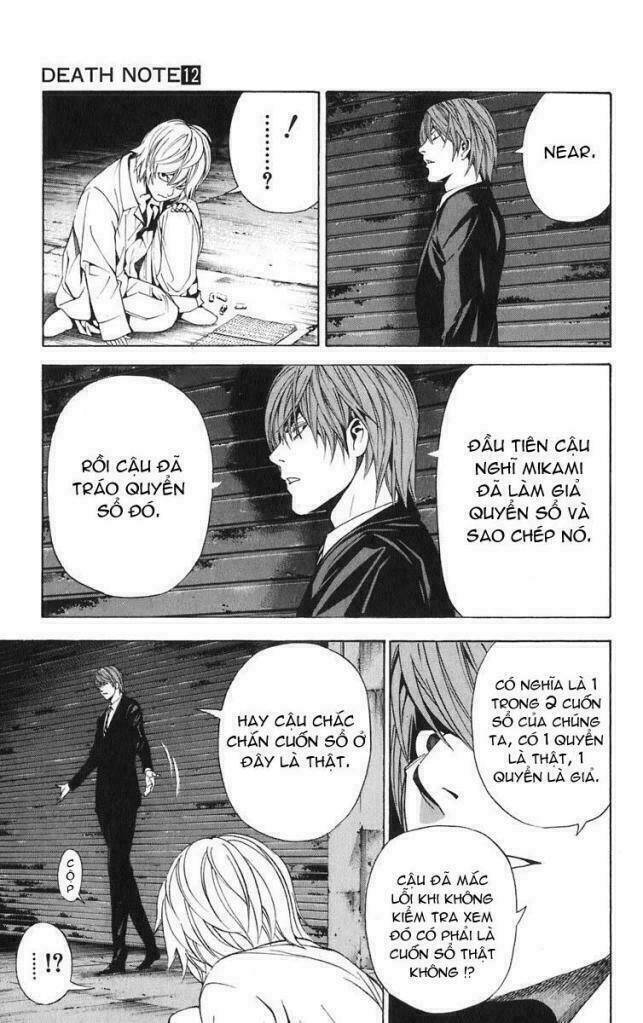 DEATH NOTE 12
NEAR.
!
......?
ĐẦU TIÊN CẬU
NGHĨ MIKAMI
ĐÃ LÀM GIẢ
QUYỂN SỔ VÀ
SAO CHÉP NÓ.
RỒI CẬU ĐÃ
TRÁO QUYỂN
SỔ ĐÓ.
CÓ NGHĨA LÀ 1
TRONG 2 CUỐN
SỔ CỦA CHÚNG
TA, CÓ 1 QUYỂN
LÀ THẬT, 1
QUYỂN LÀ GIẢ.
CẬU ĐÃ MẮC
LỖI KHI KHÔNG
KIỂM TRA XEM
ĐÓ CÓ PHẢI LÀ
CUỐN SỔ THẬT
KHÔNG !?
HAY CẬU CHẮC
CHẮN CUỐN SỔ Ở
ĐÂY LÀ THẬT.
CỘP
...... !?